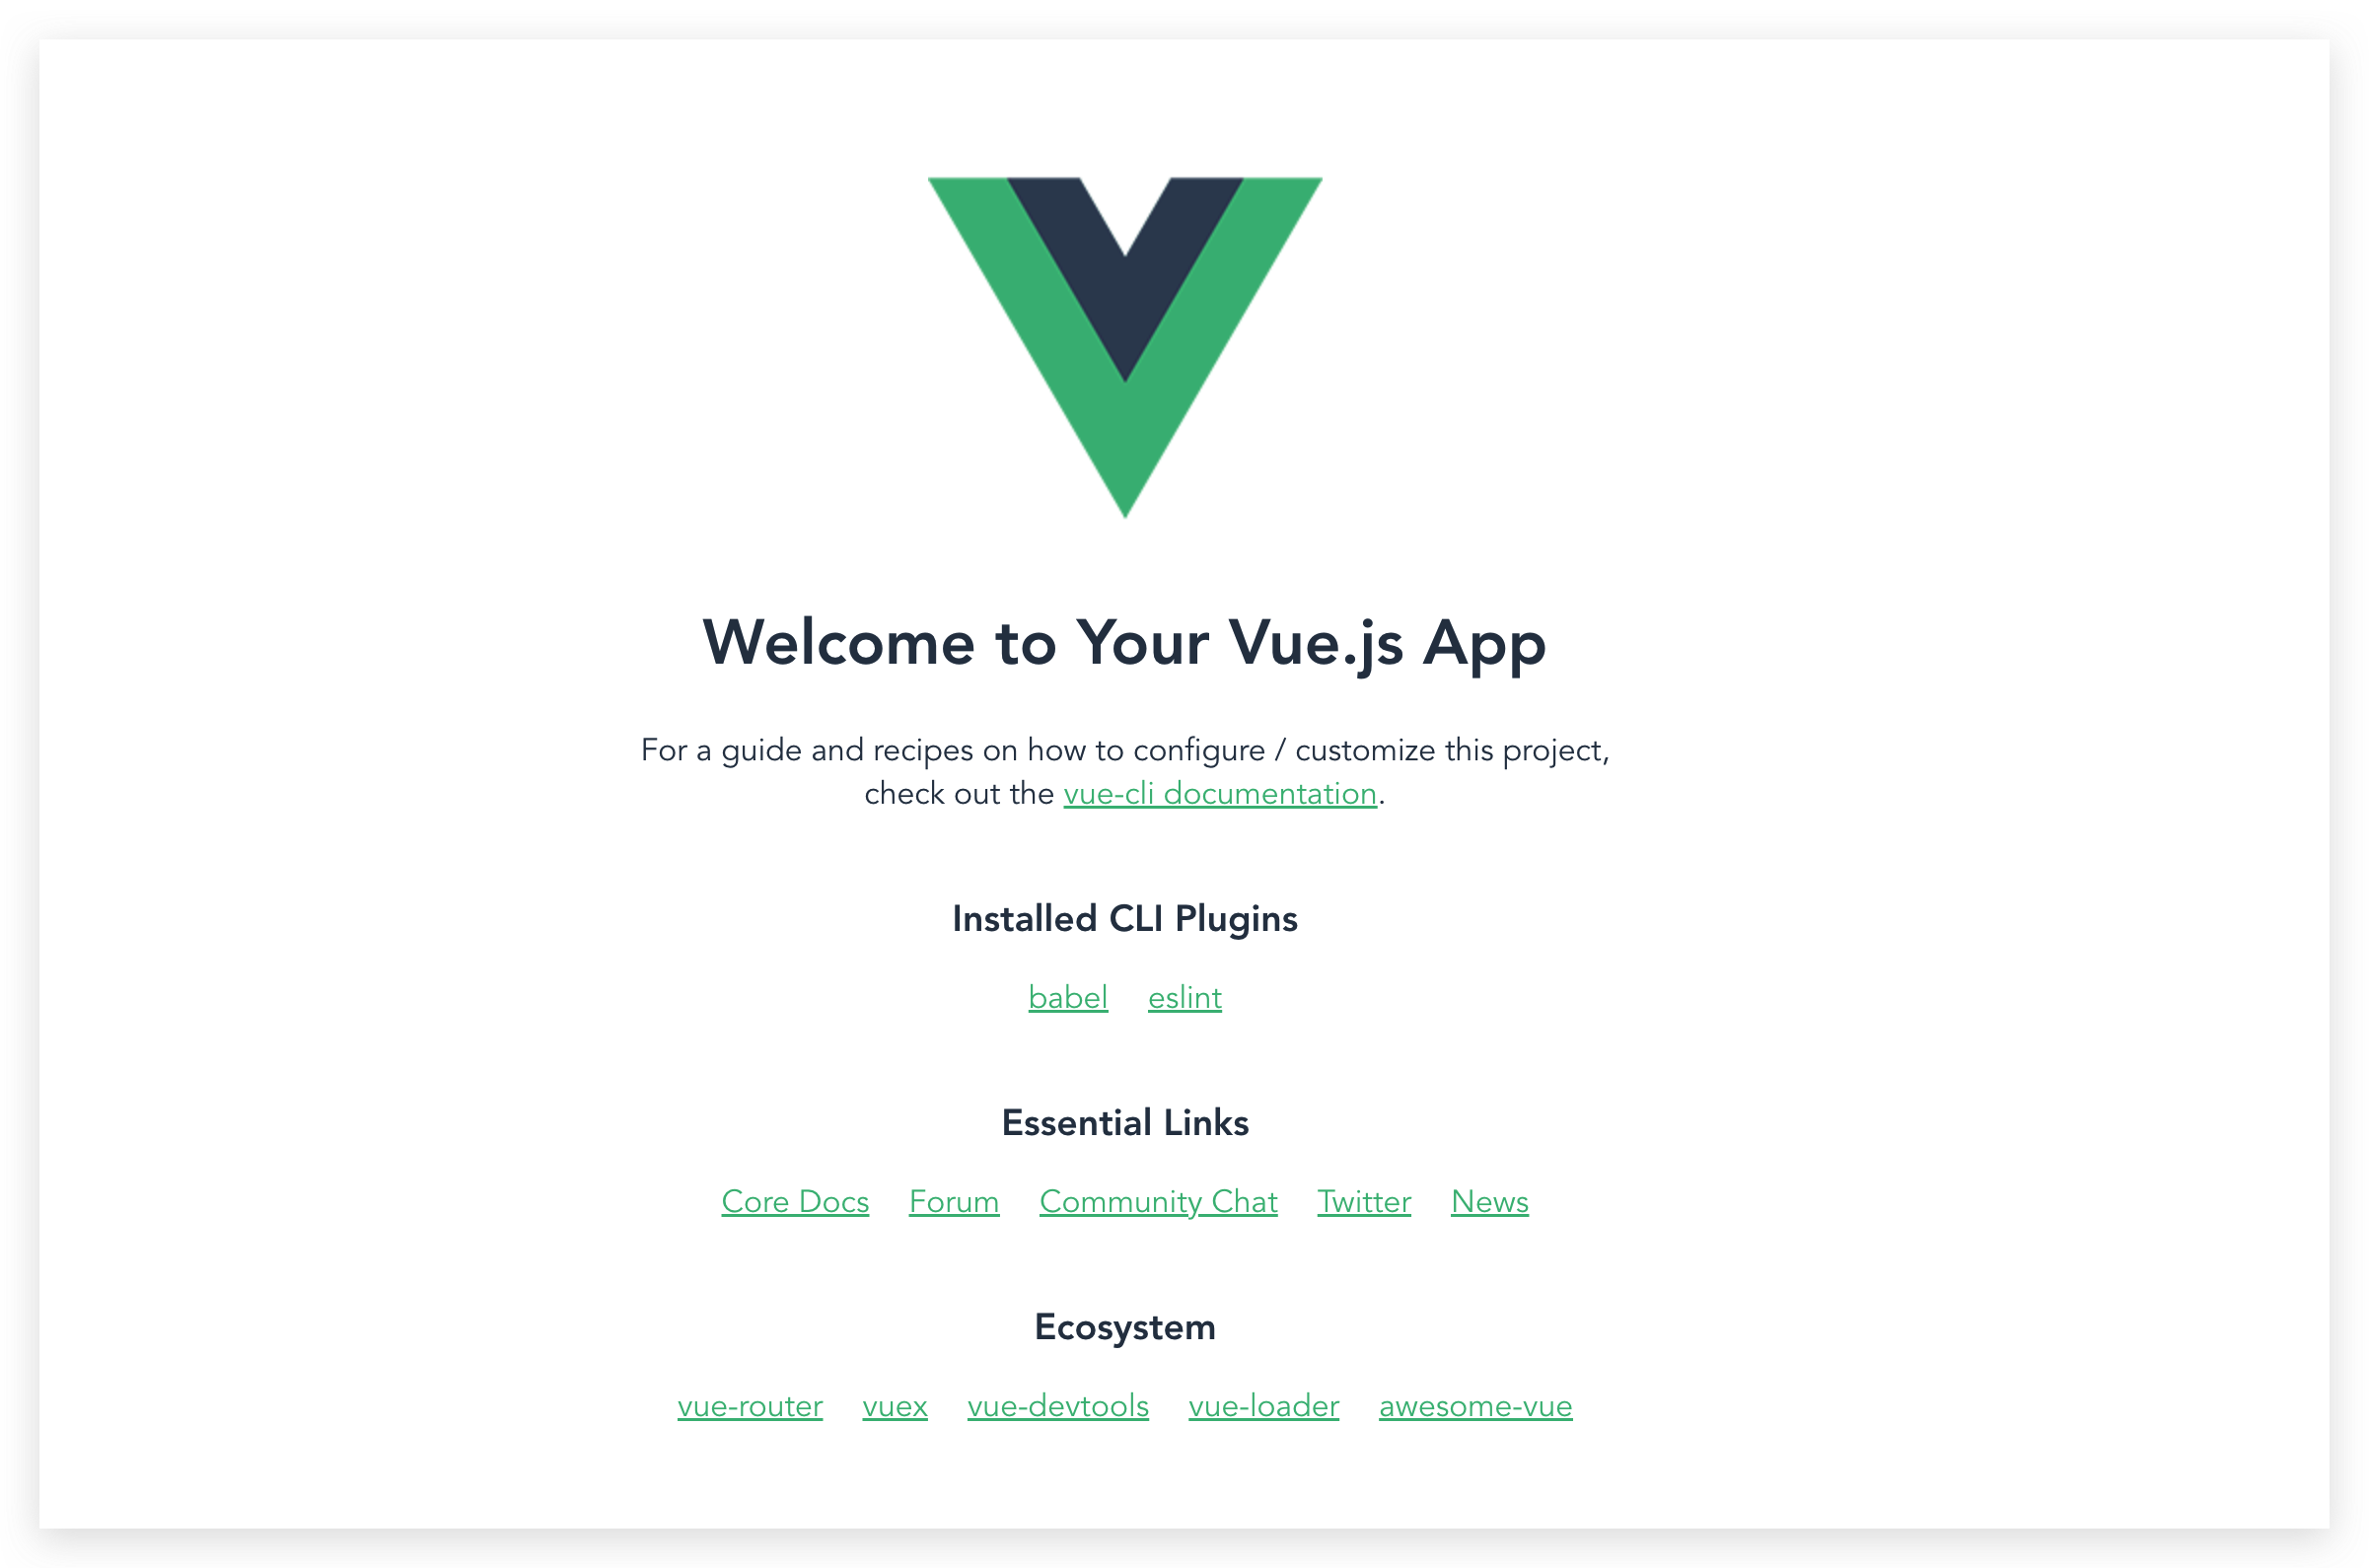 Welcome to Your Vue.js App
For a guide and recipes on how to configure / customize this project,
check out the vue-cli documentation.
Installed CLI Plugins
babel eslint
Essential Links
Core Docs Forum Community Chat Twitter News
Ecosystem
vue-router vuex vue-devtools vue-loader awesome-vue